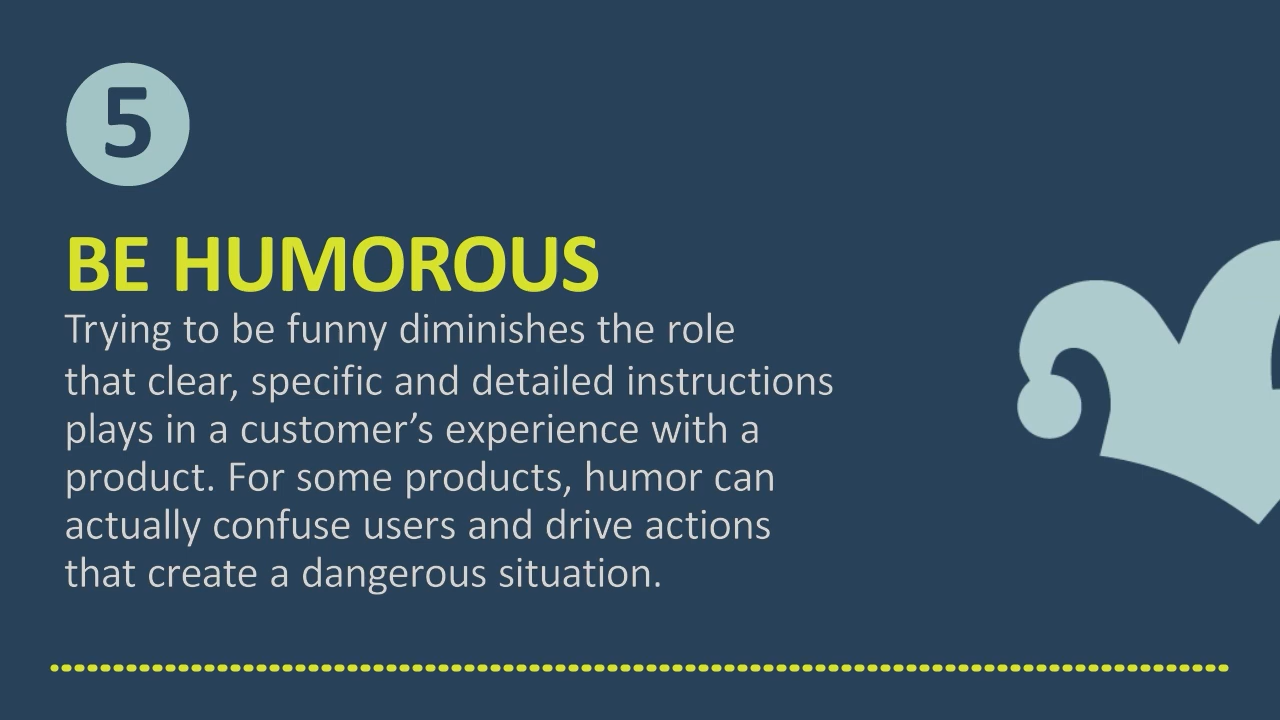 5
BE HUMOROUS
Trying to be funny diminishes the role
that clear, specific and detailed instructions
plays in a customer’s experience with a
product. For some products, humor can
actually confuse users and drive actions
that create a dangerous situation.